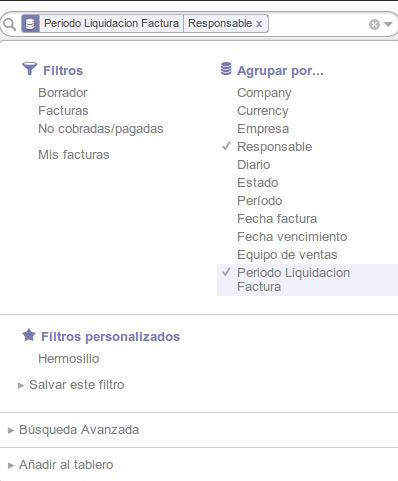 Periodo Liquidacion Factura Responsable x
Filtros
Borrador
Facturas
No cobradas/pagadas
Mis facturas
Agrupar por...
Company
Currency
Empresa
Responsable
Diario
Estado
Período
Fecha factura
Fecha vencimiento
Equipo de ventas
Periodo Liquidacion
Factura
Filtros personalizados
Hermosillo
Salvar este filtro
Búsqueda Avanzada
Añadir al tablero